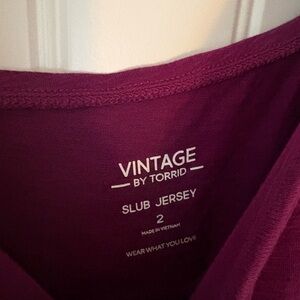 VINTAGE
BY TORRID
SLUB JERSEY
2
MADE IN VIETNAM
WEAR WHAT YOU LOVE